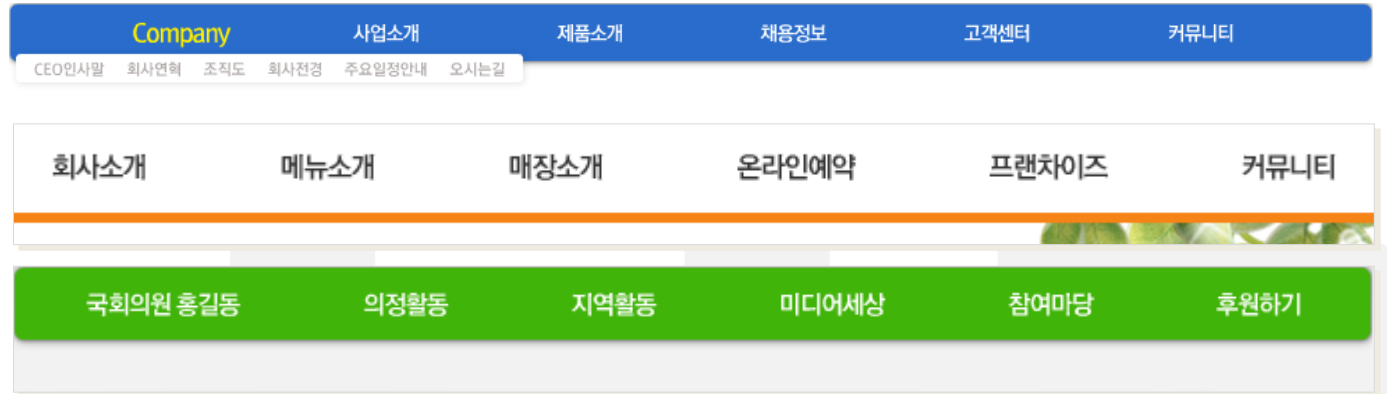 Company 사업소개 제품소개 채용정보 고객센터 커뮤니티
CEO인사말 회사연혁 조직도 회사전경 주요일정안내 오시는길
회사소개 메뉴소개 매장소개 온라인예약 프랜차이즈 커뮤니티
국회의원 홍길동 의정활동 지역활동 미디어세상 참여마당 후원하기